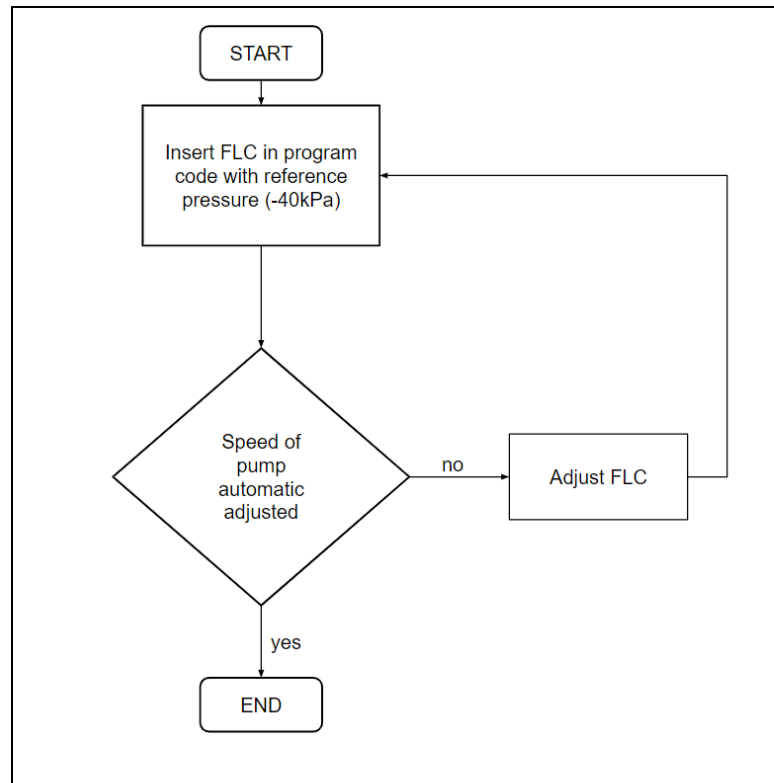 START
Insert FLC in program
code with reference
pressure (-40kPa)
Speed of
pump
automatic
adjusted
no
Adjust FLC
yes
END